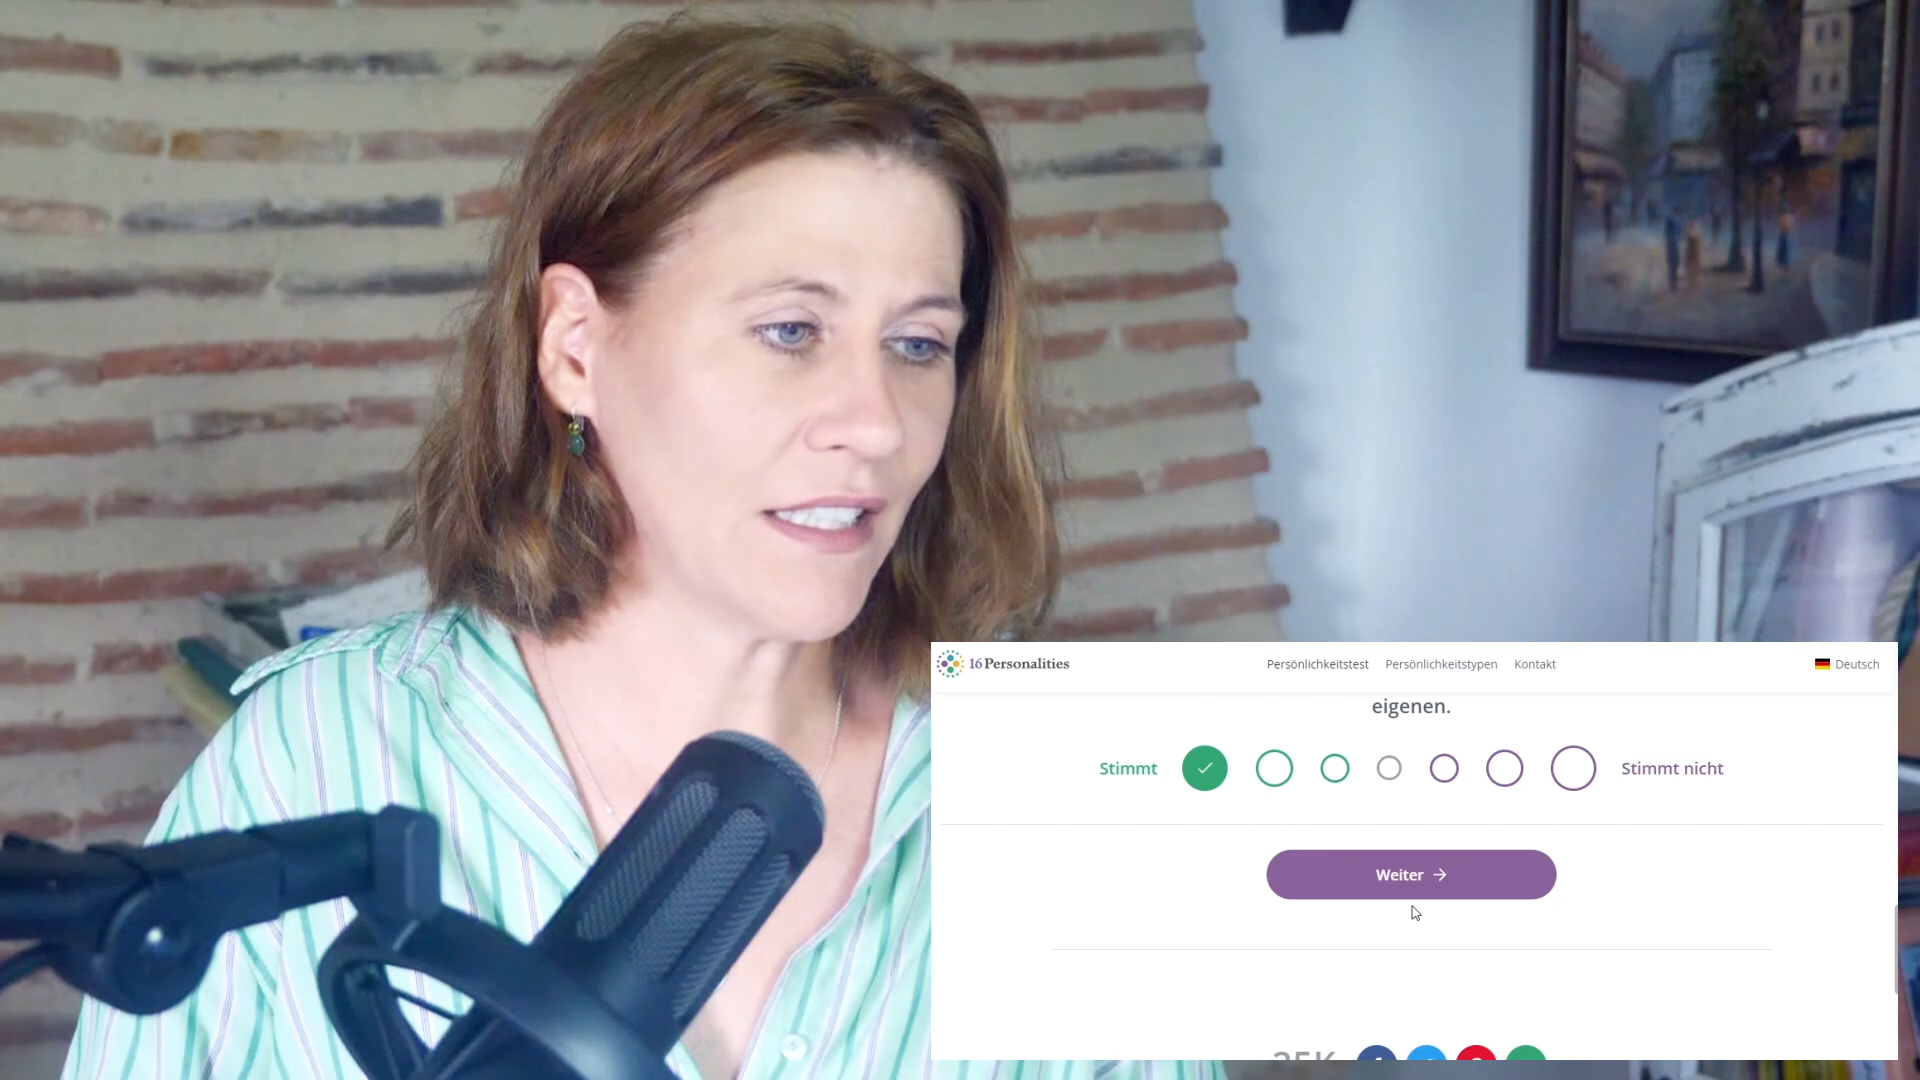 16Personalities
Persönlichkeitstest Persönlichkeitstypen Kontakt
Deutsch
eigenen.
Stimmt
Stimmt nicht
Weiter →